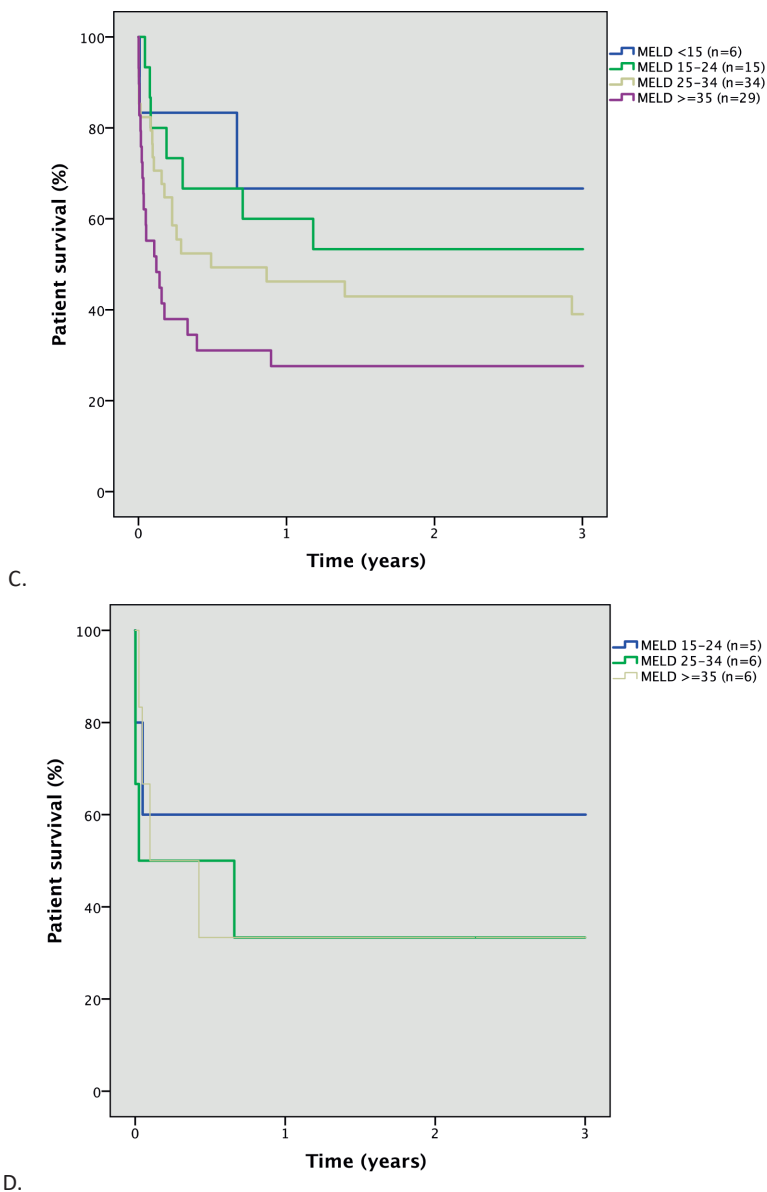 100
80
60
40
20
0
Patient survival (%)
0 1 2 3
Time (years)
MELD <15 (n=6)
MELD 15-24 (n=15)
MELD 25-34 (n=34)
MELD >=35 (n=29)
C.
100
80
60
40
20
0
Patient survival (%)
0 1 2 3
Time (years)
MELD 15-24 (n=5)
MELD 25-34 (n=6)
MELD >=35 (n=6)
D.